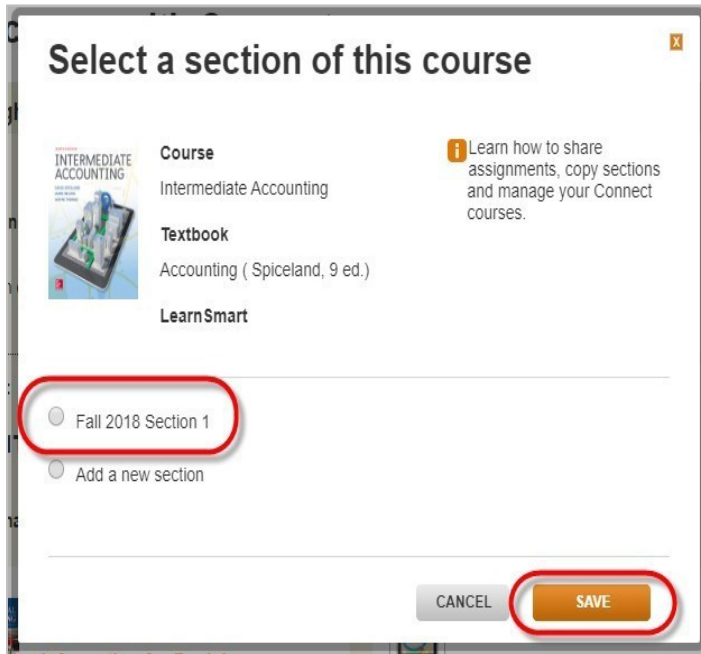 Select a section of this course
X
INTERMEDIATE
ACCOUNTING
Course
Intermediate Accounting
Textbook
Accounting ( Spiceland, 9 ed.)
LearnSmart
i Learn how to share
assignments, copy sections
and manage your Connect
courses.
Fall 2018 Section 1
Add a new section
CANCEL
SAVE